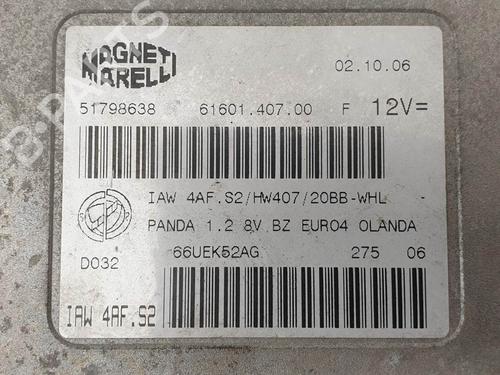 MAGNETI MARELLI
02.10.06
51798638 61601.407.00 F 12V=
IAW 4AF.S2/HW407/20BB-WHL
PANDA 1.2 8V BZ EURO4 OLANDA
D032 66UEK52AG 275 06
IAW 4AF.S2
B-PARTS